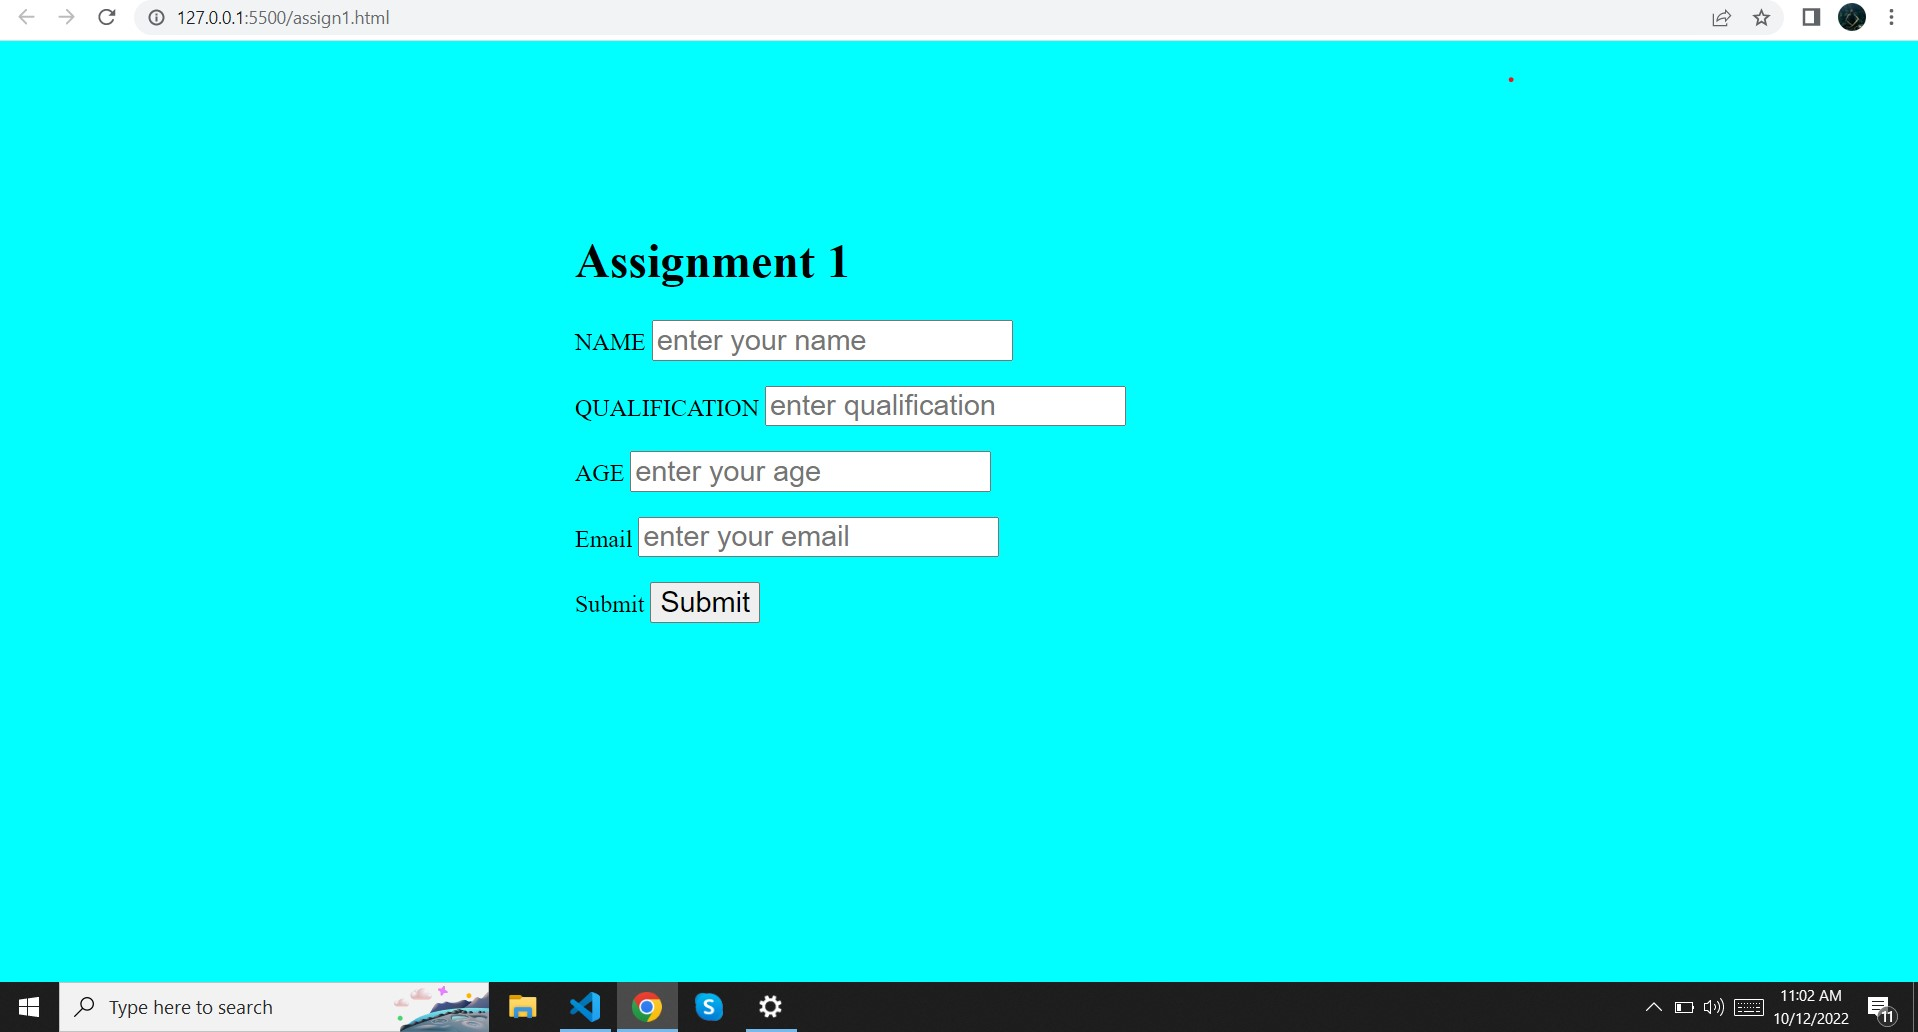 127.0.0.1:5500/assign1.html
Assignment 1
NAME enter your name
QUALIFICATION enter qualification
AGE enter your age
Email enter your email
Submit Submit
Type here to search
S
11:02 AM
10/12/2022
11